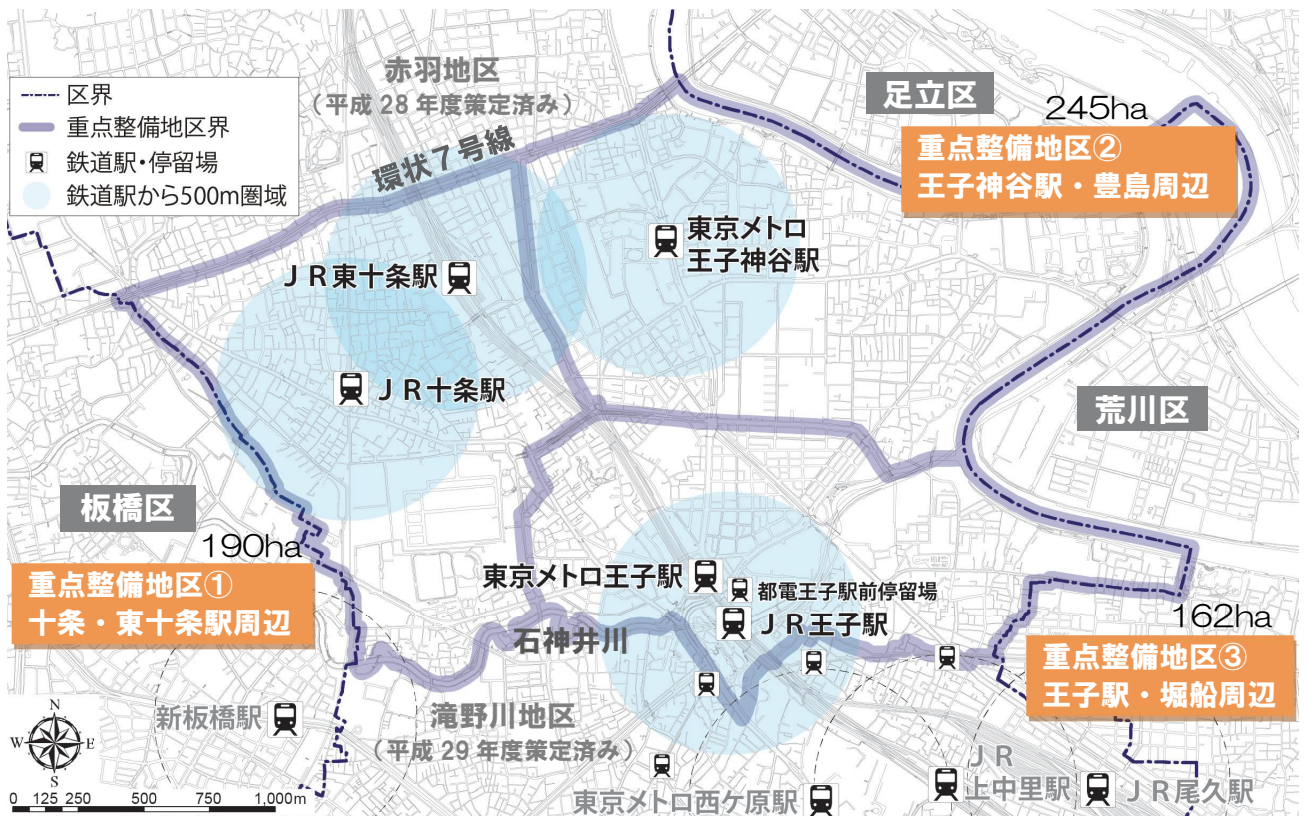 区界
重点整備地区界
鉄道駅・停留場
鉄道駅から500m圏域
赤羽地区
(平成 28 年度策定済み)
環状7号線
足立区
245ha
重点整備地区②
王子神谷駅・豊島周辺
東京メトロ
王子神谷駅
JR東十条駅
JR十条駅
荒川区
板橋区
190ha
重点整備地区①
十条・東十条駅周辺
東京メトロ王子駅
都電王子駅前停留場
JR王子駅
石神井川
162ha
重点整備地区③
王子駅・堀船周辺
滝野川地区
(平成 29 年度策定済み)
新板橋駅
東京メトロ西ケ原駅
JR
上中里駅
JR尾久駅
N
W
E
S
0 125 250 500 750 1,000m